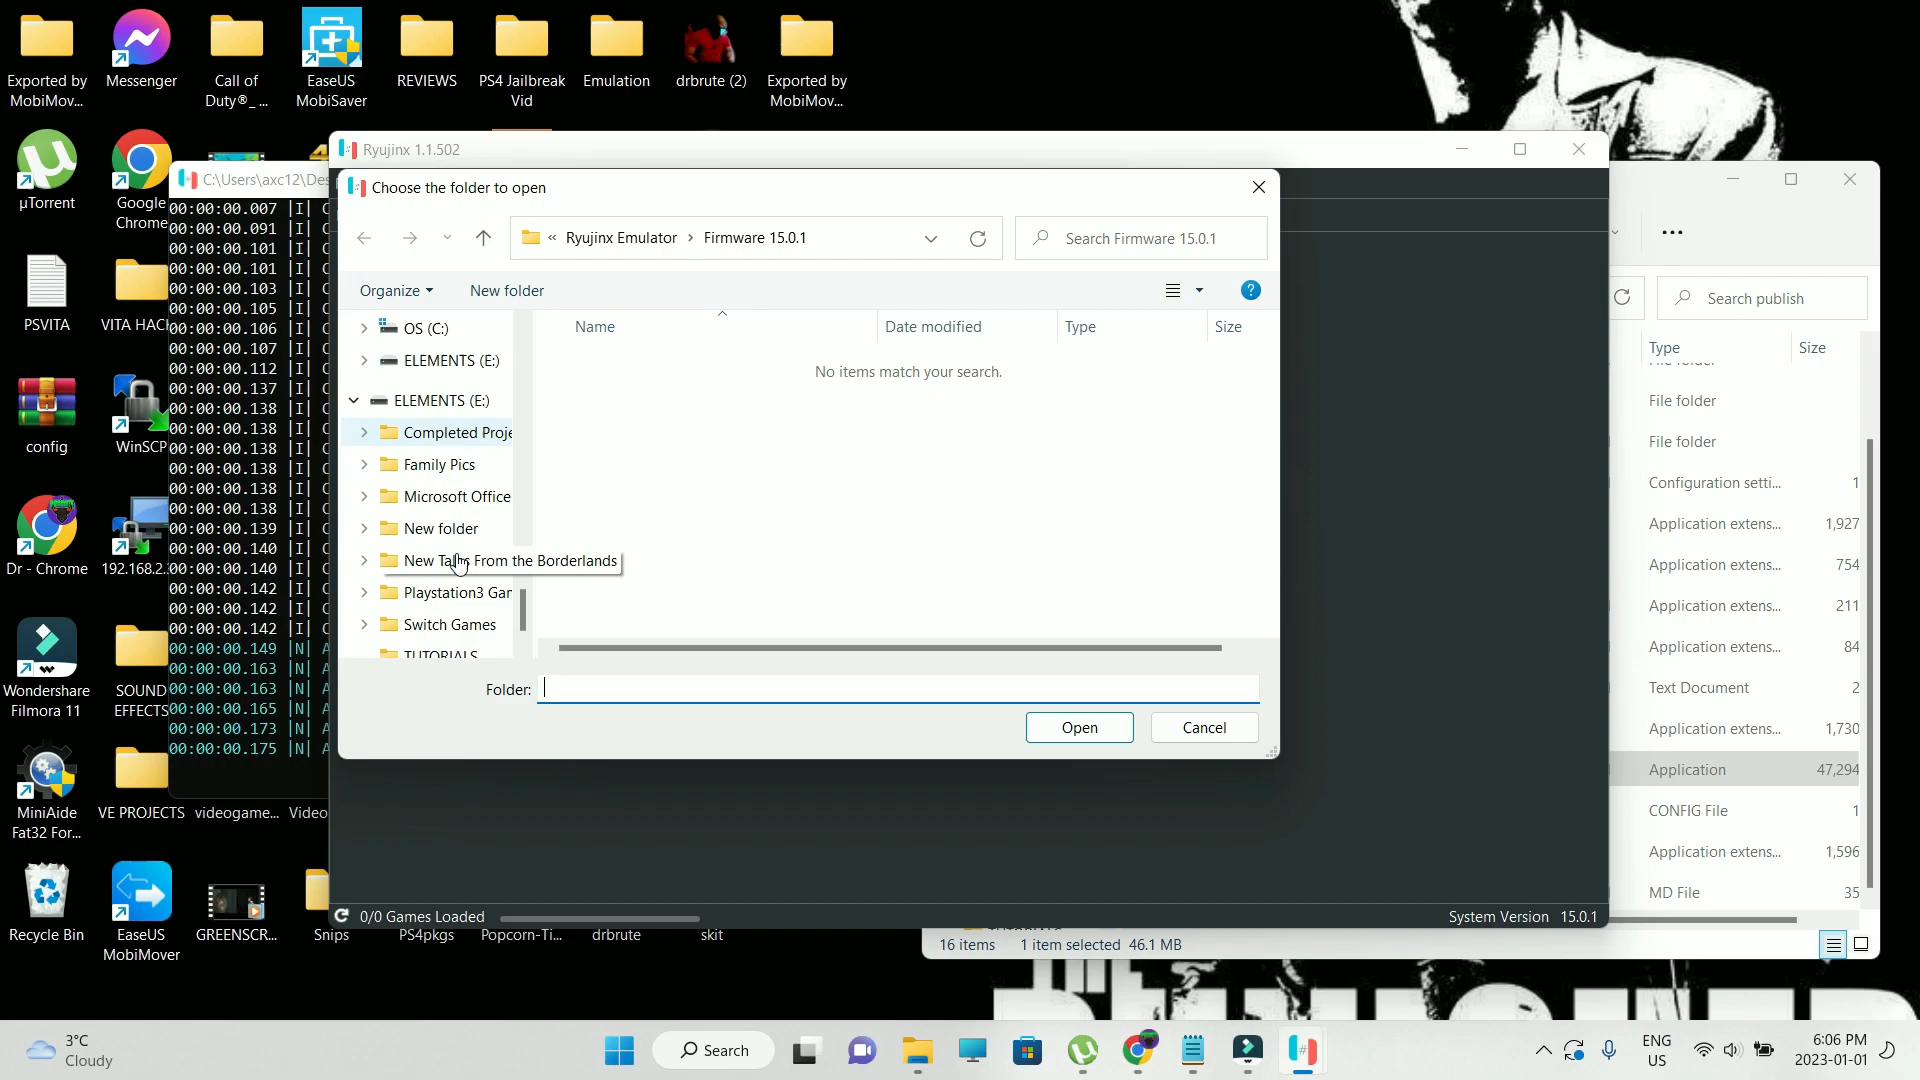 Exported by
MobiMov...
Messenger
Call of
Duty®_ ...
EaseUS
MobiSaver
REVIEWS
PS4 Jailbreak
Vid
Emulation
drbrute (2)
Exported by
MobiMov...
µTorrent
Google
Chrome
PSVITA
VITA HACK
config
WinSCP
Dr - Chrome
192.168.2.
Wondershare
Filmora 11
SOUND
EFFECTS
MiniAide
Fat32 For...
VE PROJECTS
videogame...
Video
Recycle Bin
EaseUS
MobiMover
GREENSCR...
Snips
PS4pkgs
Popcorn-Ti...
drbrute
skit
C:\Users\axc12\Des
00:00:00.007 |I|
00:00:00.091 |I|
00:00:00.101 |I|
00:00:00.101 |I|
00:00:00.103 |I|
00:00:00.105 |I|
00:00:00.106 |I|
00:00:00.107 |I|
00:00:00.112 |I|
00:00:00.137 |I|
00:00:00.138 |I|
00:00:00.138 |I|
00:00:00.138 |I|
00:00:00.138 |I|
00:00:00.138 |I|
00:00:00.138 |I|
00:00:00.139 |I|
00:00:00.140 |I|
00:00:00.140 |I|
00:00:00.142 |I|
00:00:00.142 |I|
00:00:00.142 |I|
00:00:00.149 |N| A
00:00:00.163 |N| A
00:00:00.163 |N| A
00:00:00.165 |N| A
00:00:00.173 |N| A
00:00:00.175 |N| A
Ryujinx 1.1.502
Choose the folder to open
« Ryujinx Emulator › Firmware 15.0.1
Search Firmware 15.0.1
Organize
New folder
?
OS (C:)
ELEMENTS (E:)
ELEMENTS (E:)
Completed Proje
Family Pics
Microsoft Office
New folder
New Tales From the Borderlands
Playstation3 Gar
Switch Games
TUTORIALS
Name
Date modified
Type
Size
No items match your search.
Folder:
Open
Cancel
0/0 Games Loaded
System Version 15.0.1
...
Search publish
Type
Size
File folder
File folder
Configuration setti...
1
Application extens...
1,927
Application extens...
754
Application extens...
211
Application extens...
84
Text Document
2
Application extens...
1,730
Application
47,294
CONFIG File
1
Application extens...
1,596
MD File
35
16 items
1 item selected 46.1 MB
3°C
Cloudy
Search
ENG
US
6:06 PM
2023-01-01